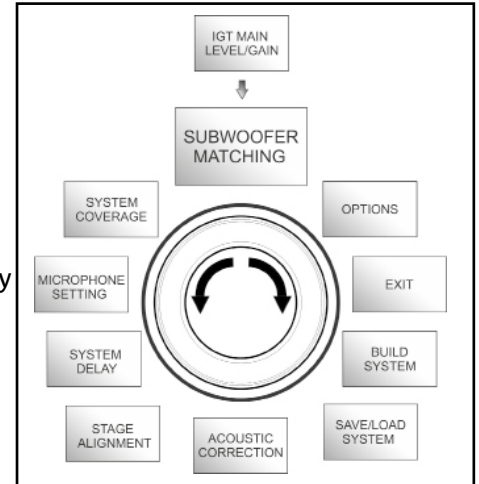 IGT MAIN
LEVEL/GAIN
SUBWOOFER
MATCHING
SYSTEM
COVERAGE
OPTIONS
y
MICROPHONE
SETTING
EXIT
SYSTEM
DELAY
BUILD
SYSTEM
STAGE
ALIGNMENT
ACOUSTIC
CORRECTION
SAVE/LOAD
SYSTEM